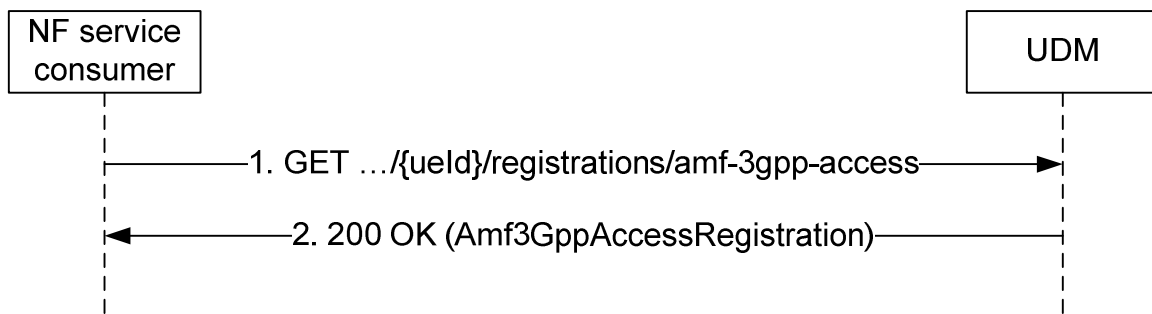 NF service
consumer
UDM
1. GET …/{ueId}/registrations/amf-3gpp-access
2. 200 OK (Amf3GppAccessRegistration)